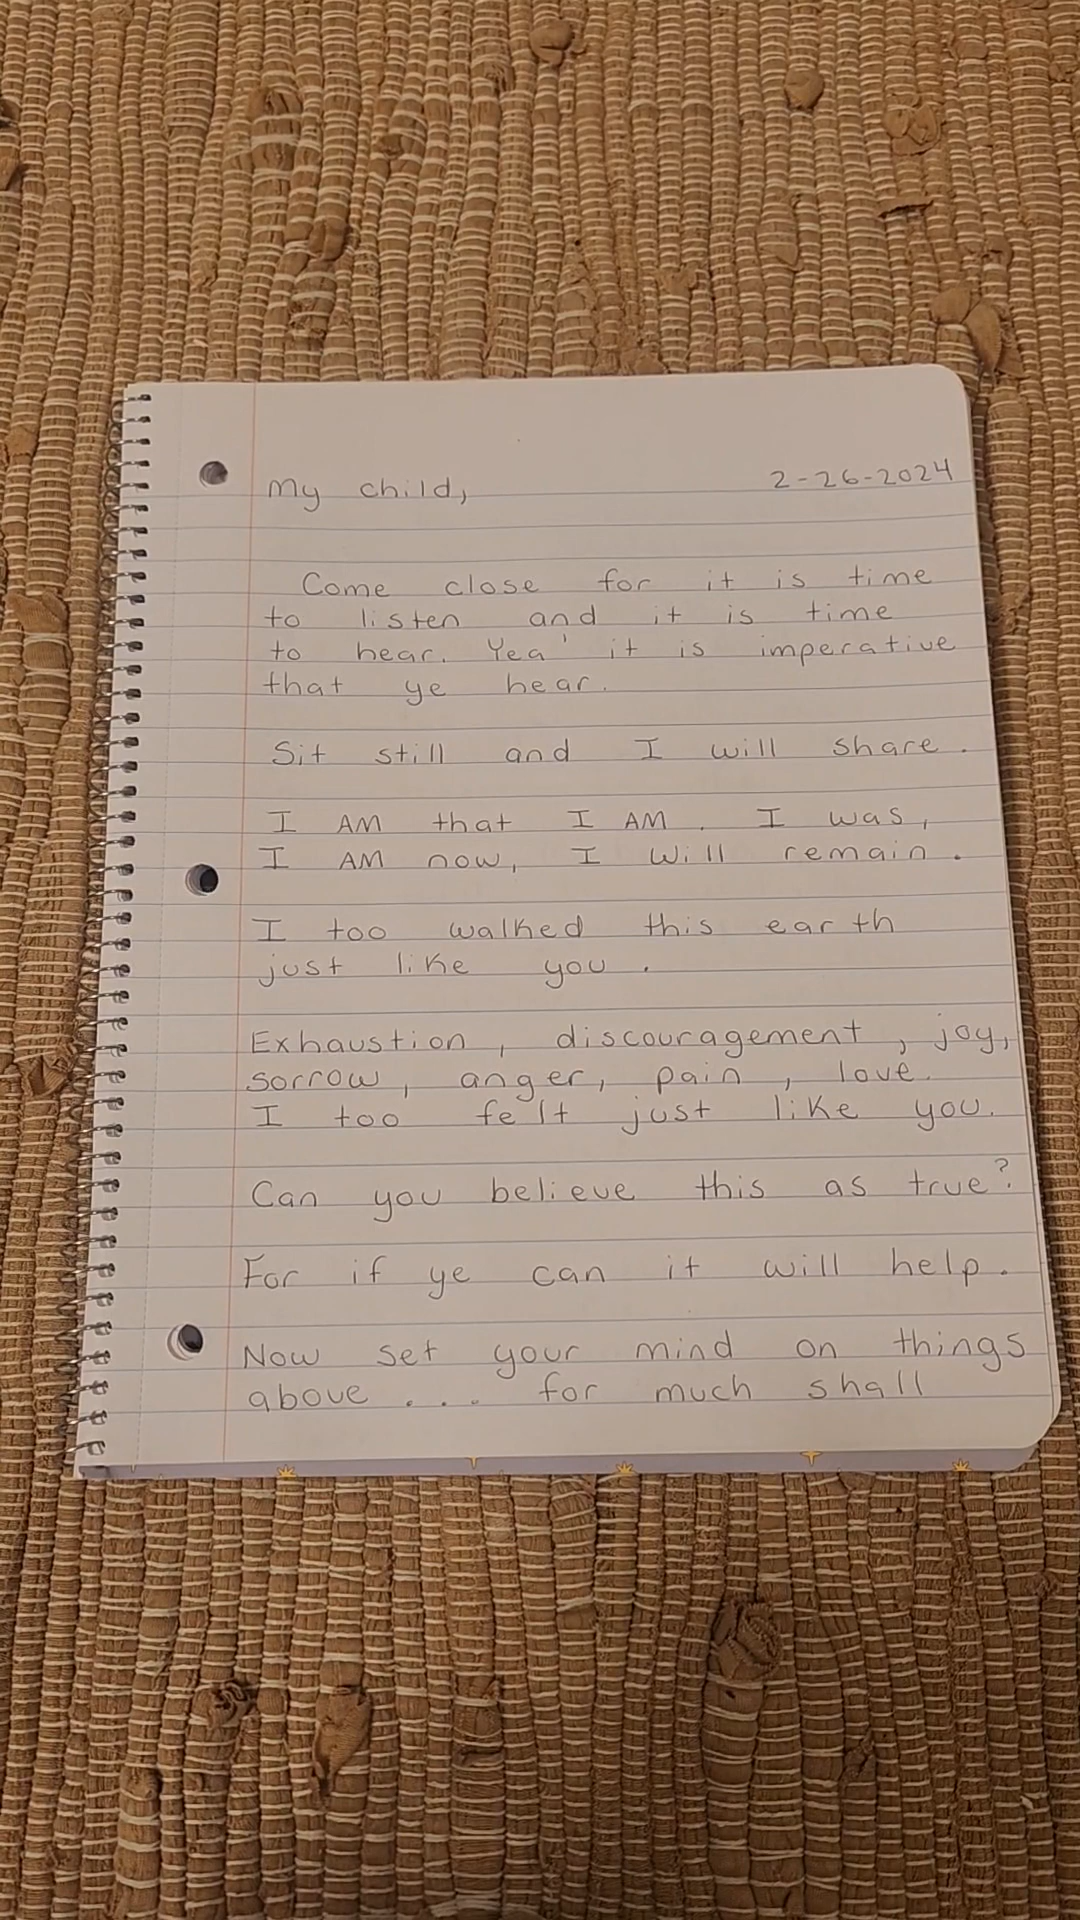 My child,
2-26-2024
Come close for it is time
to listen and it is time
to hear. Yea' it is imperative
that ye hear.
Sit still and I will share.
I AM that I AM. I was,
I AM now, I will remain.
I too walked this earth
just like you.
Exhaustion, discouragement, joy,
sorrow, anger, pain, love.
I too felt just like you.
Can you believe this as true?
For if ye can it will help.
Now set your mind on things
above ... for much shall